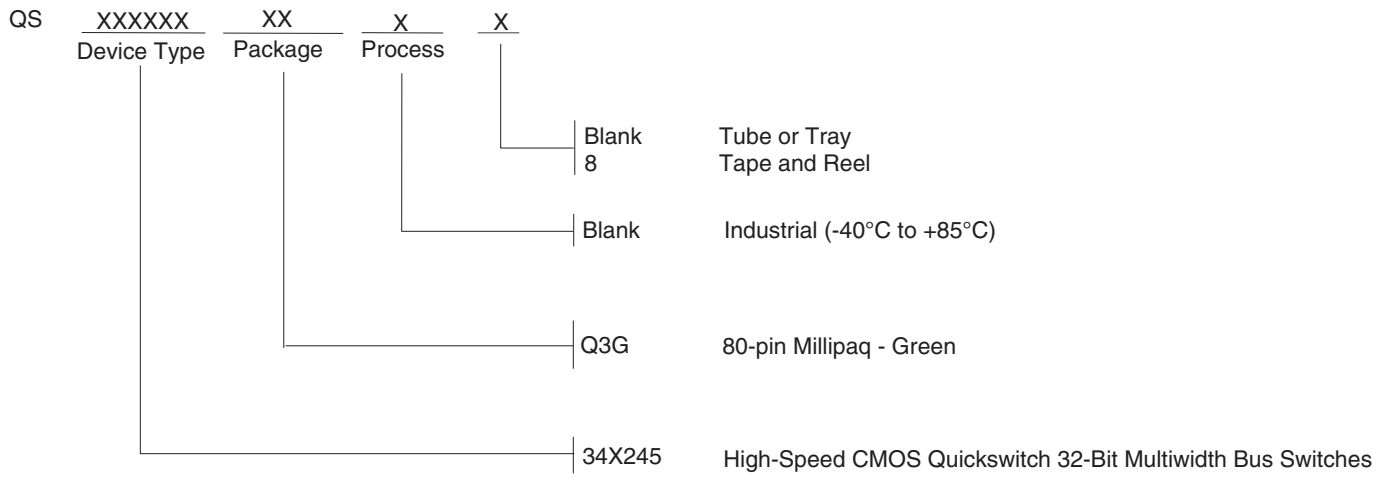 QS XXXXXX XX X X
Device Type Package Process
Blank Tube or Tray
8 Tape and Reel
Blank Industrial (-40°C to +85°C)
Q3G 80-pin Millipaq - Green
34X245 High-Speed CMOS Quickswitch 32-Bit Multiwidth Bus Switches